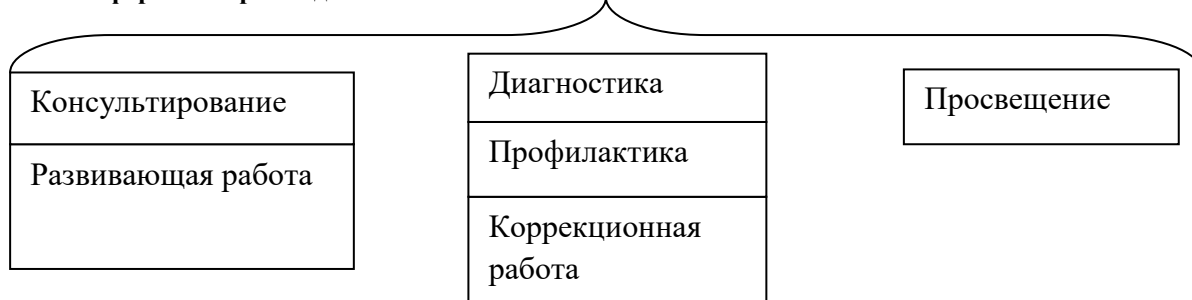 Консультирование
Развивающая работа
Диагностика
Профилактика
Коррекционная
работа
Просвещение